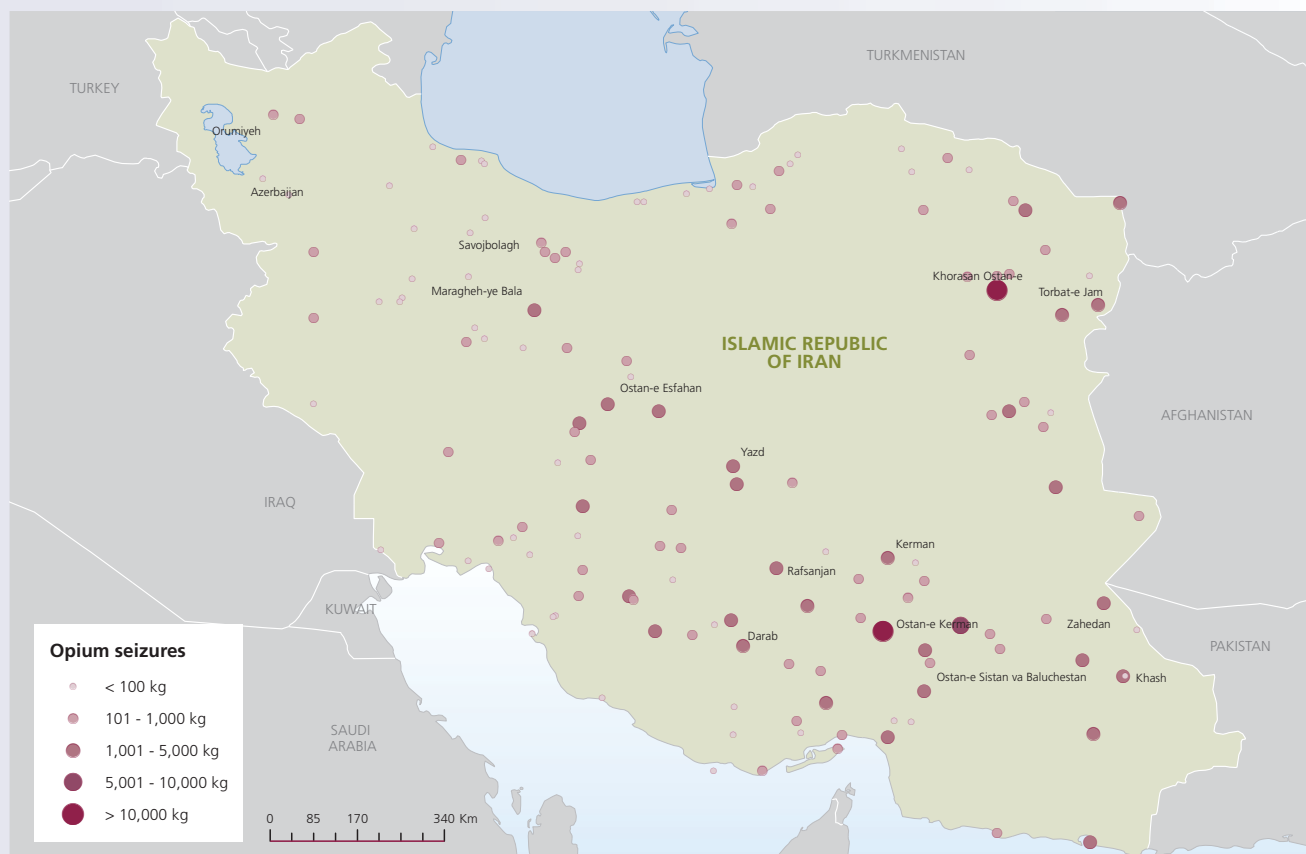 TURKMENISTAN
TURKEY
Orumiyeh
Azerbaijan
Savojbolagh
Khorasan Ostan-e
Maragheh-ye Bala
Torbat-e Jam
ISLAMIC REPUBLIC
OF IRAN
Ostan-e Esfahan
AFGHANISTAN
Yazd
IRAQ
Kerman
Rafsanjan
KUWAIT
Ostan-e Kerman
Zahedan
Darab
PAKISTAN
Ostan-e Sistan va Baluchestan
Khash
SAUDI
ARABIA
Opium seizures
< 100 kg
101 - 1,000 kg
1,001 - 5,000 kg
5,001 - 10,000 kg
> 10,000 kg
0 85 170 340 Km